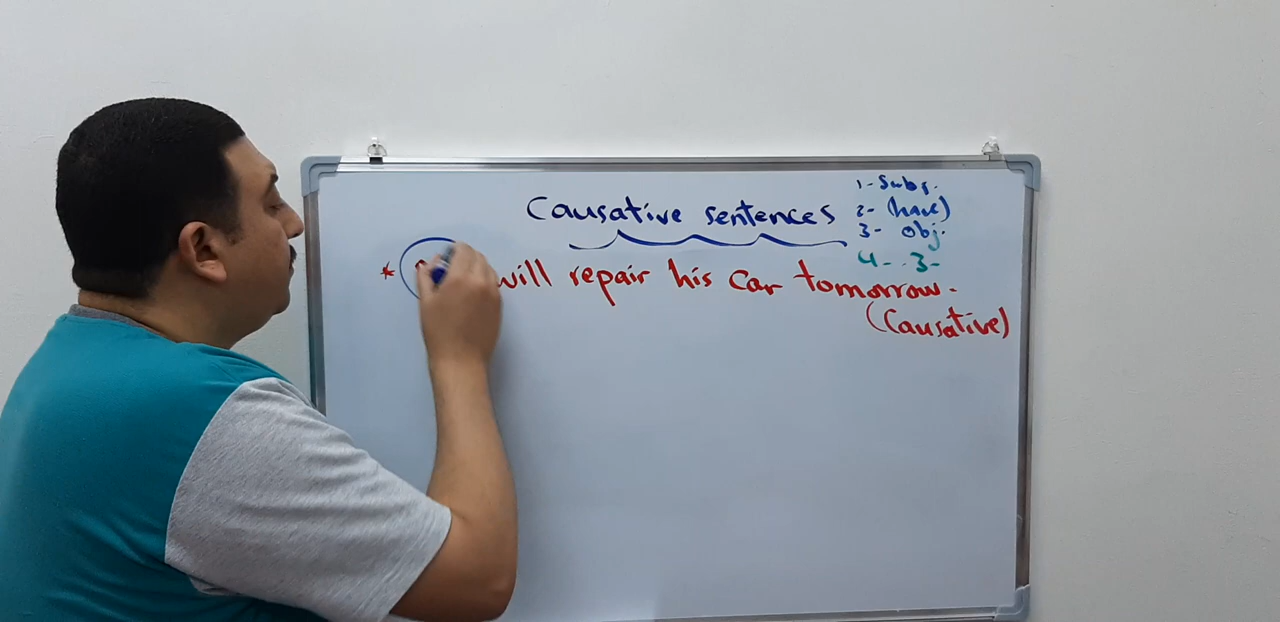 Causative sentences
1- Subj.
2- (have)
3- obj.
4- .3-
* will repair his car tomorrow.
(Causative)